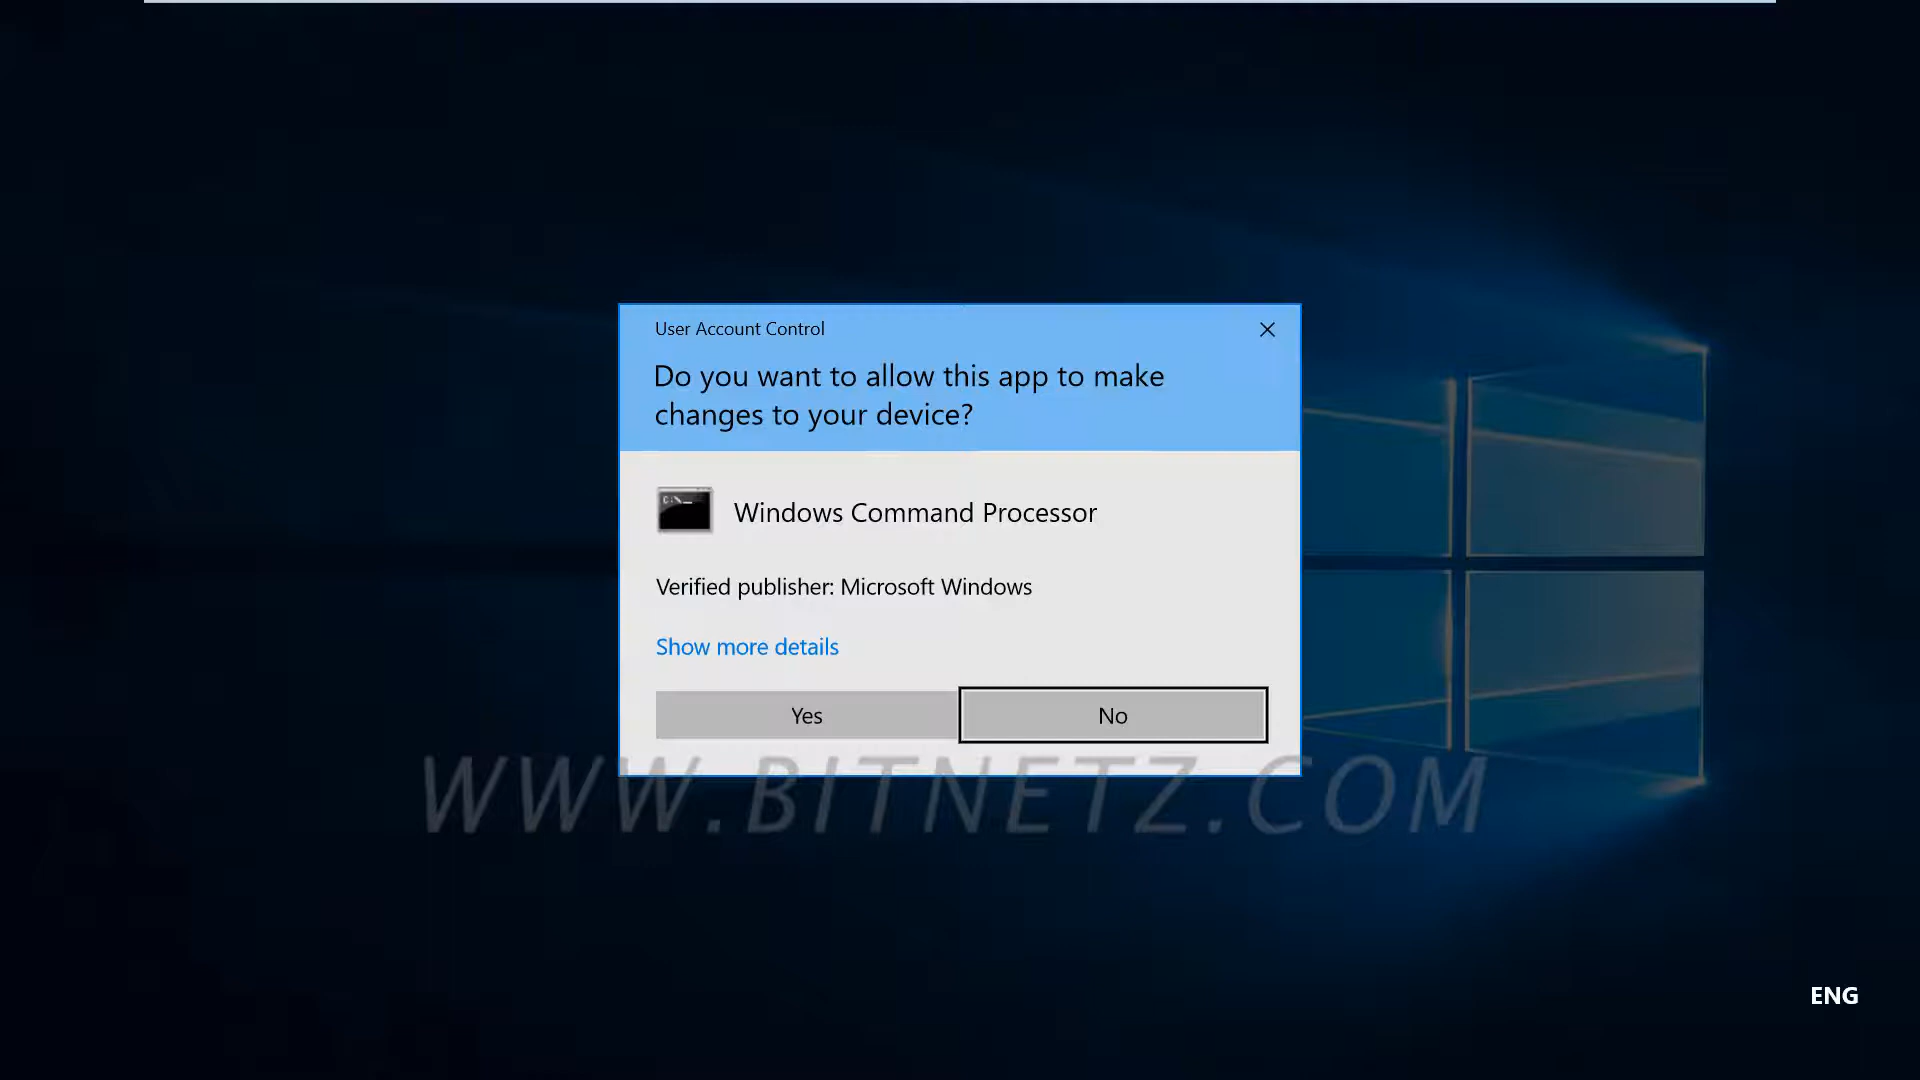 User Account Control
Do you want to allow this app to make
changes to your device?
C:\_
Windows Command Processor
Verified publisher: Microsoft Windows
Show more details
Yes No
WWW.BITNETZ.COM
ENG